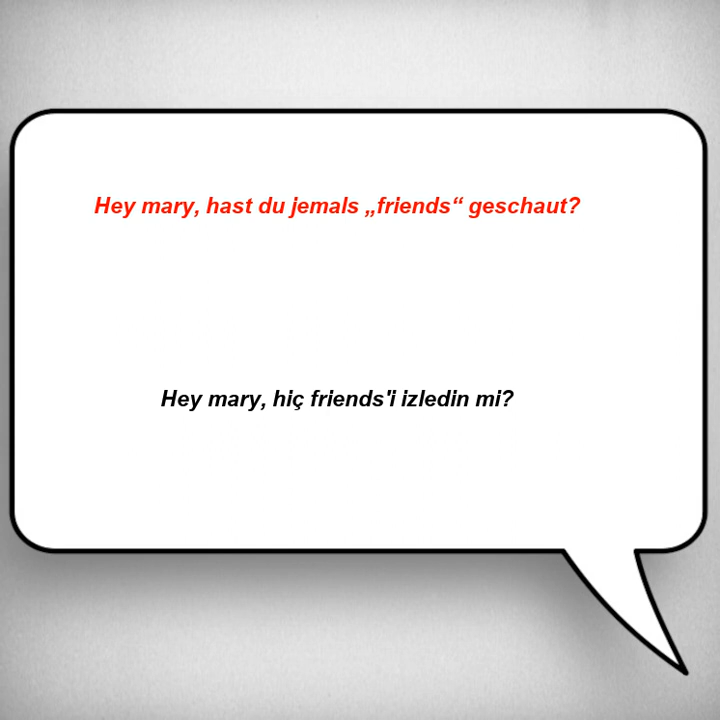 Hey mary, hast du jemals „friends“ geschaut?
Hey mary, hiç friends'i izledin mi?